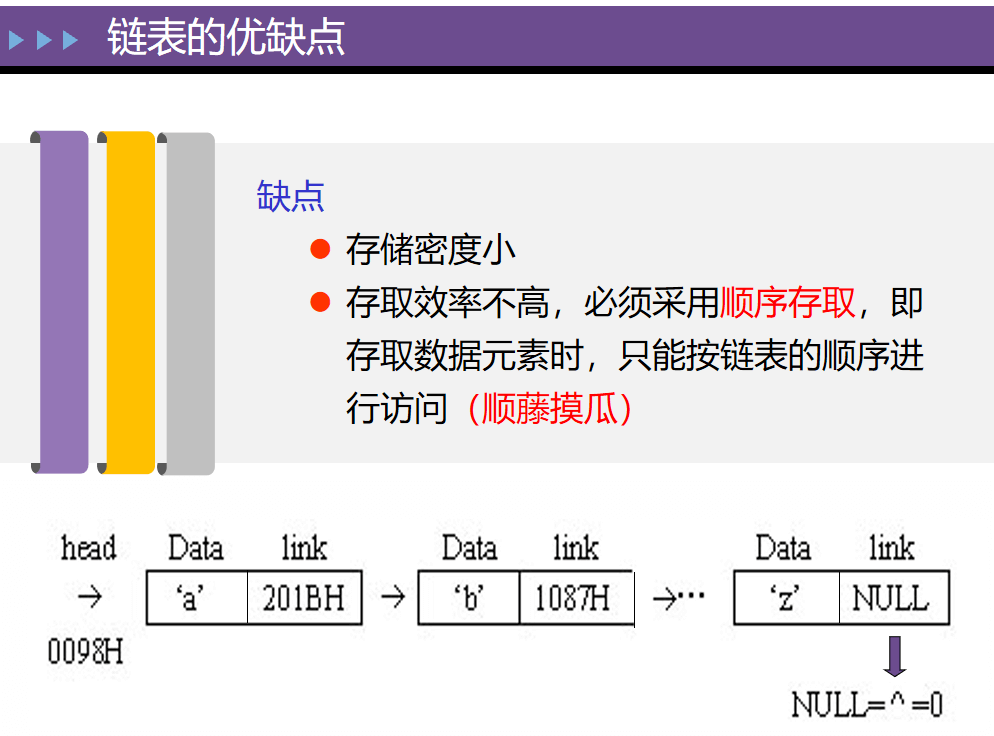 链表的优缺点
缺点
存储密度小
存取效率不高，必须采用顺序存取，即
存取数据元素时，只能按链表的顺序进
行访问（顺藤摸瓜）
head Data link Data link Data link
→ ‘a’ 201BH → ‘b’ 1087H →… ‘z’ NULL
0098H
NULL=^=0